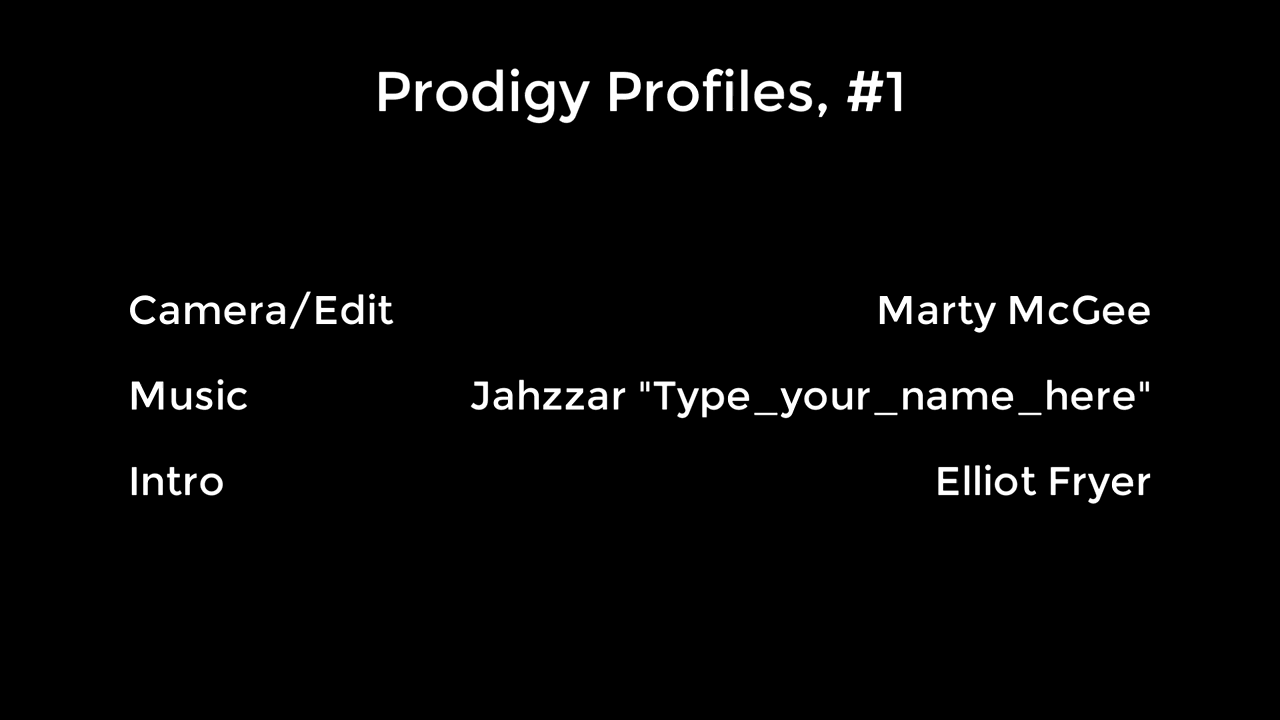 Prodigy Profiles, #1
Camera/Edit Marty McGee
Music Jahzzar "Type_your_name_here"
Intro Elliot Fryer